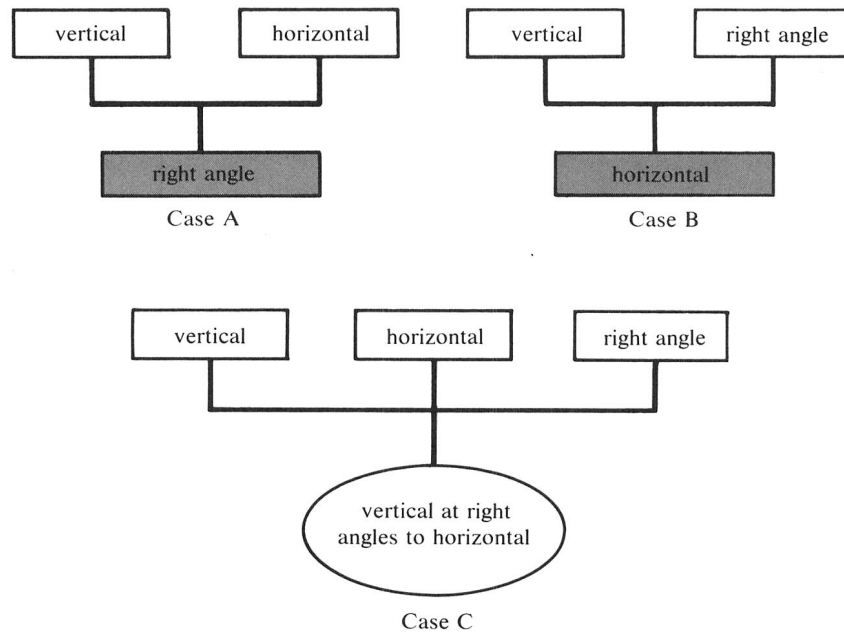 vertical
horizontal
right angle
Case A
vertical
right angle
horizontal
Case B
vertical
horizontal
right angle
vertical at right
angles to horizontal
Case C